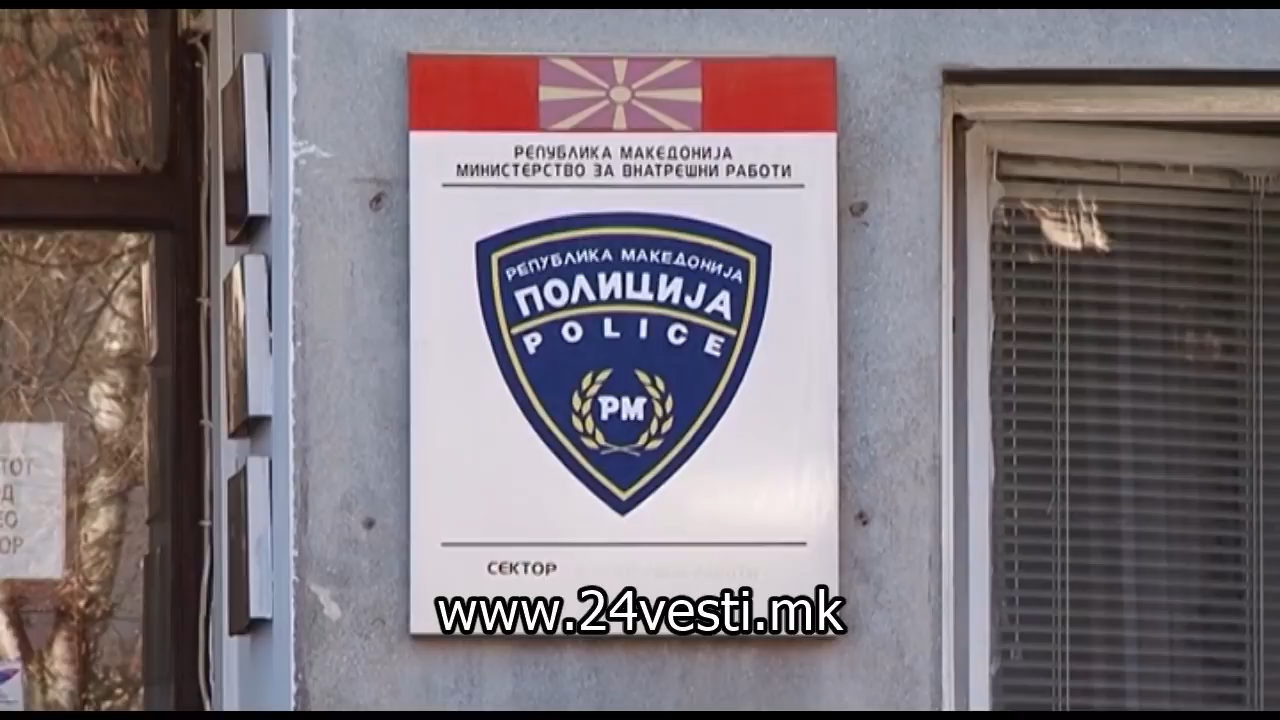 РЕПУБЛИКА МАКЕДОНИЈА
МИНИСТЕРСТВО ЗА ВНАТРЕШНИ РАБОТИ
РЕПУБЛИКА МАКЕДОНИЈА
ПОЛИЦИЈА
POLICE
РМ
СЕКТОР
www.24vesti.mk